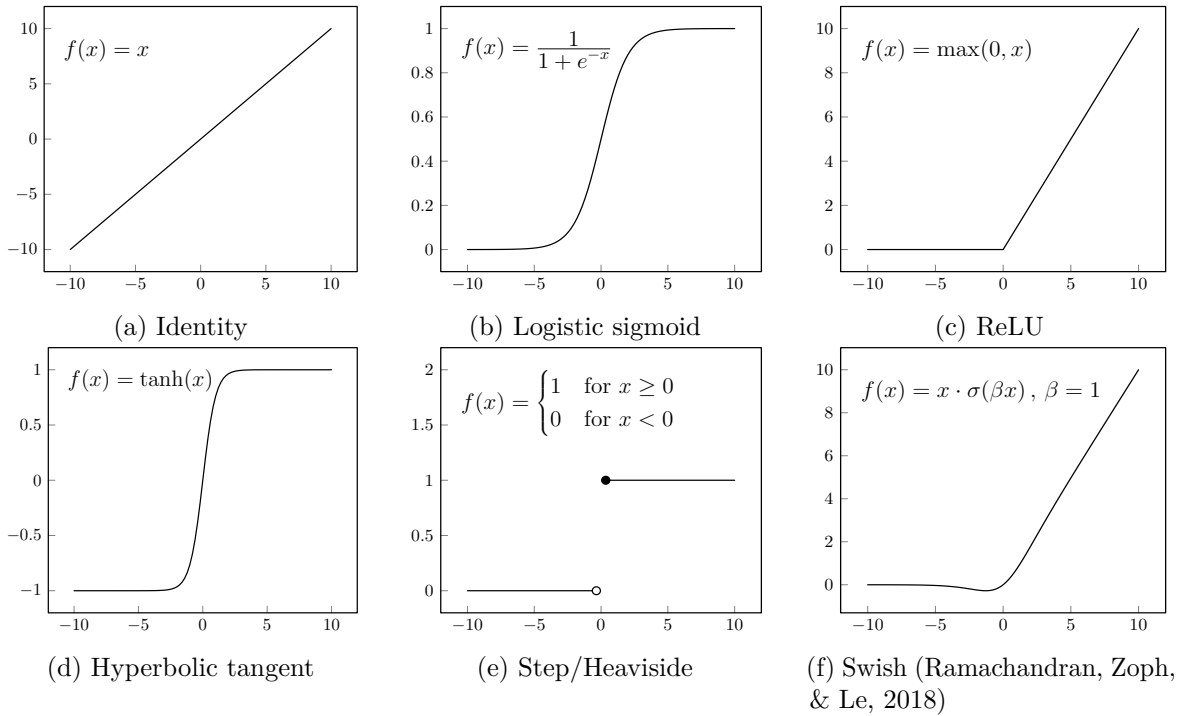 10
5
0
−5
−10
f(x) = x
−10 −5 0 5 10
(a) Identity
1
0.8
0.6
0.4
0.2
0
f(x) = 1 / (1 + e^{−x})
−10 −5 0 5 10
(b) Logistic sigmoid
10
8
6
4
2
0
f(x) = max(0, x)
−10 −5 0 5 10
(c) ReLU
1
0.5
0
−0.5
−1
f(x) = tanh(x)
−10 −5 0 5 10
(d) Hyperbolic tangent
2
1.5
1
0.5
0
f(x) = {
1 for x ≥ 0
0 for x < 0
−10 −5 0 5 10
(e) Step/Heaviside
10
8
6
4
2
0
f(x) = x · σ(βx) , β = 1
−10 −5 0 5 10
(f) Swish (Ramachandran, Zoph,
& Le, 2018)